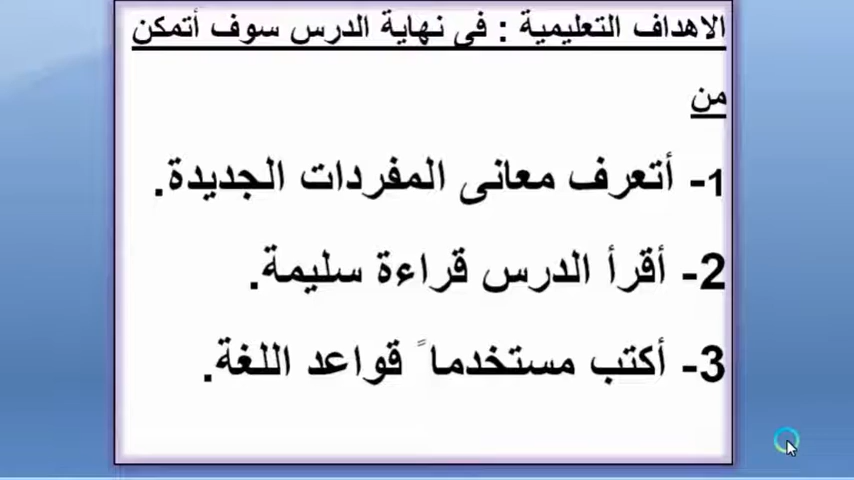 الاهداف التعليمية : فى نهاية الدرس سوف أتمكن
من
1- أتعرف معانى المفردات الجديدة.
2- أقرأ الدرس قراءة سليمة.
3- أكتب مستخدما ً قواعد اللغة.